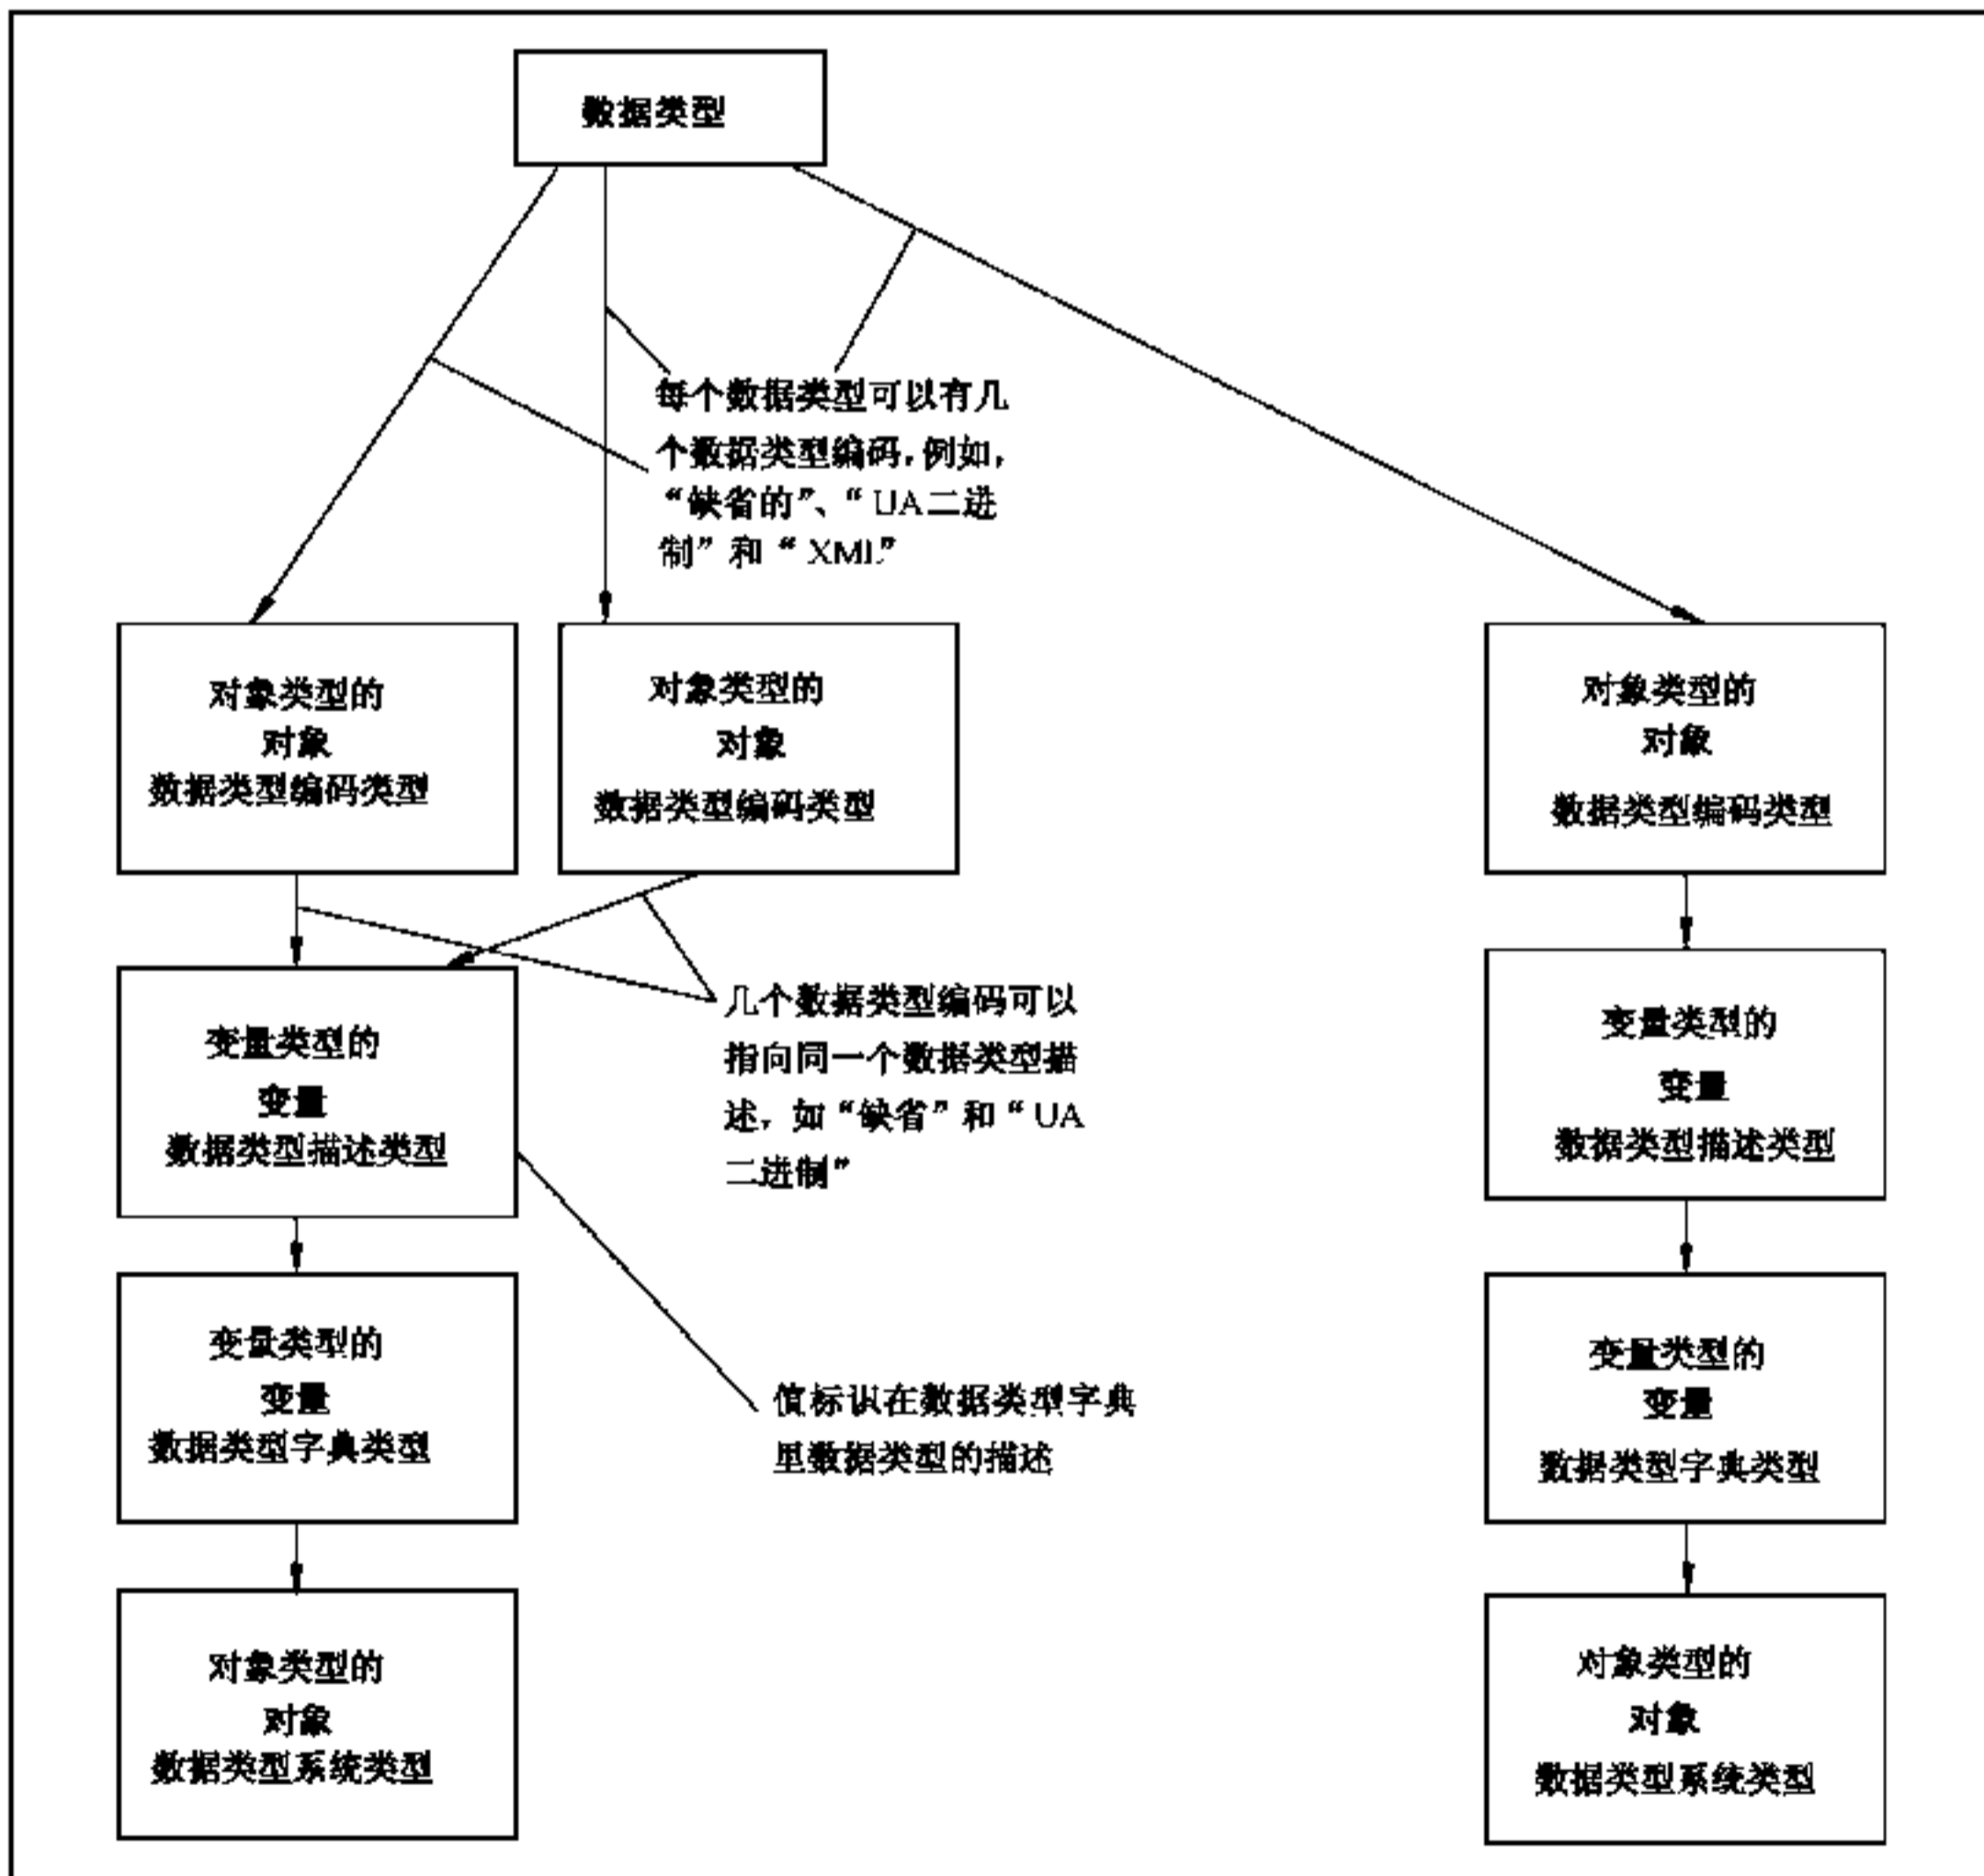 数据类型
每个数据类型可以有几
个数据类型编码,例如,
“缺省的”、“UA二进
制”和“XML”
对象类型的
对象
数据类型编码类型
对象类型的
对象
数据类型编码类型
对象类型的
对象
数据类型编码类型
变量类型的
变量
数据类型描述类型
几个数据类型编码可以
指向同一个数据类型描
述,如“缺省”和“UA
二进制”
变量类型的
变量
数据类型描述类型
变量类型的
变量
数据类型字典类型
值标识在数据类型字典
里数据类型的描述
变量类型的
变量
数据类型字典类型
对象类型的
对象
数据类型系统类型
对象类型的
对象
数据类型系统类型